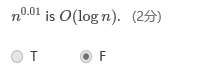 n^{0.01} is O(log n). (2分)
T F